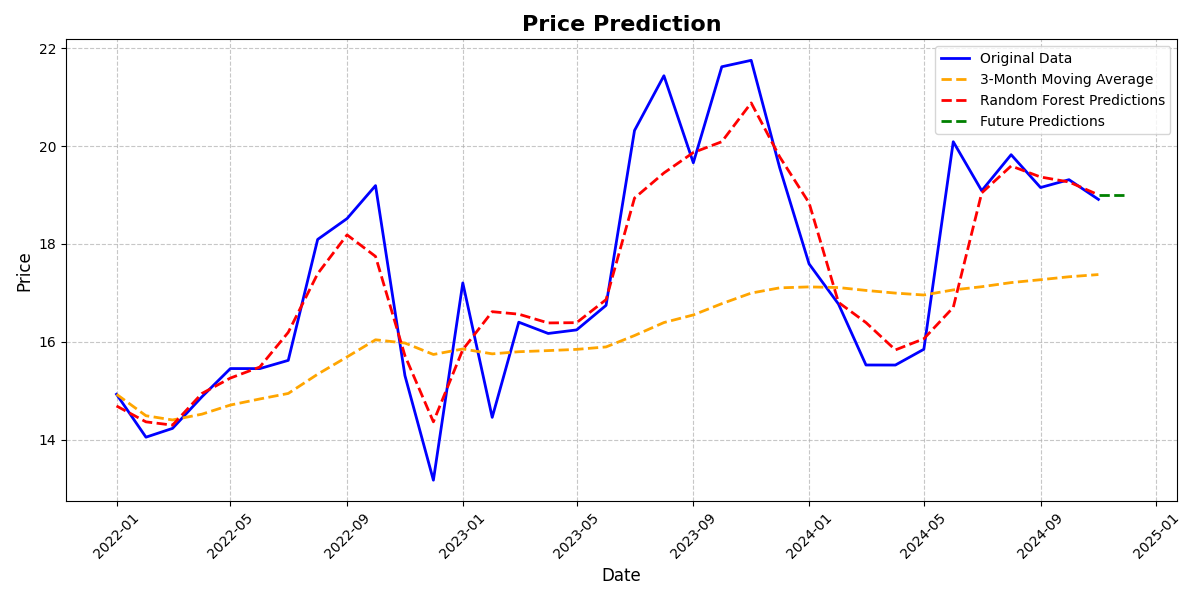 Price Prediction
Original Data
3-Month Moving Average
Random Forest Predictions
Future Predictions
Price
22
20
18
16
14
2022-01
2022-05
2022-09
2023-01
2023-05
2023-09
2024-01
2024-05
2024-09
2025-01
Date